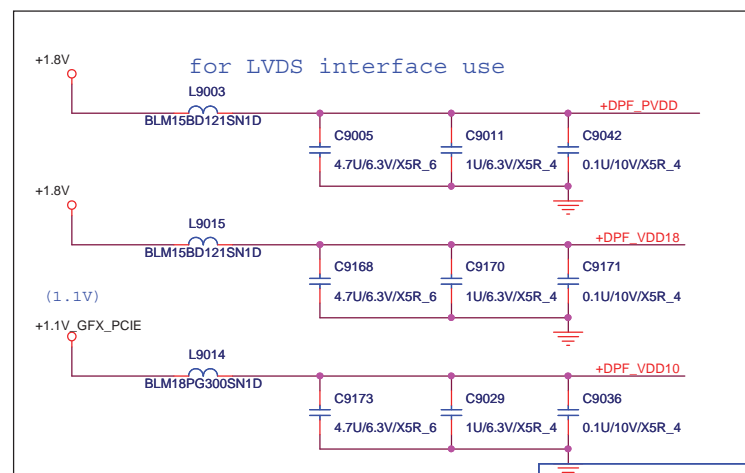 for LVDS interface use
+1.8V
L9003
BLM15BD121SN1D
+DPF_PVDD
C9005
C9011
C9042
4.7U/6.3V/X5R_6
1U/6.3V/X5R_4
0.1U/10V/X5R_4
+1.8V
L9015
BLM15BD121SN1D
+DPF_VDD18
C9168
C9170
C9171
4.7U/6.3V/X5R_6
1U/6.3V/X5R_4
0.1U/10V/X5R_4
(1.1V)
+1.1V_GFX_PCIE
L9014
BLM18PG300SN1D
+DPF_VDD10
C9173
C9029
C9036
4.7U/6.3V/X5R_6
1U/6.3V/X5R_4
0.1U/10V/X5R_4